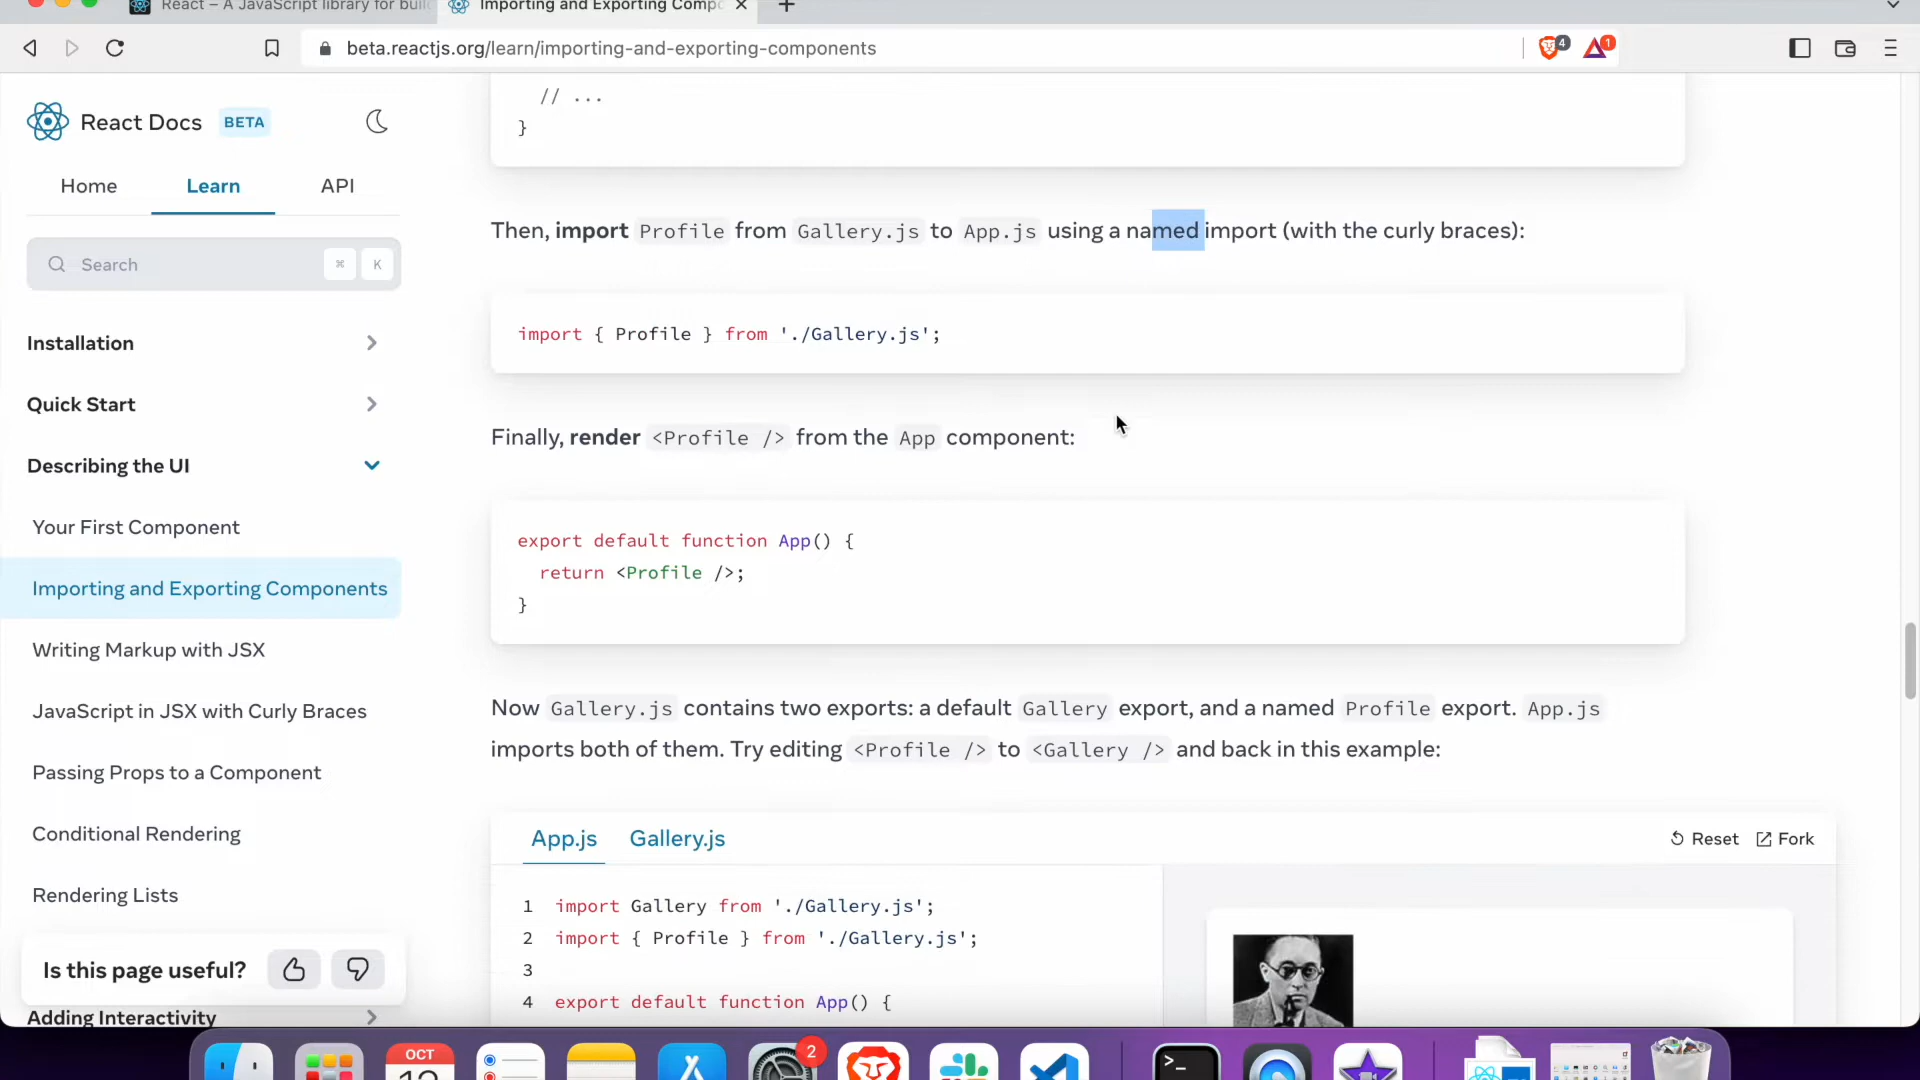 React – A JavaScript library for buil
Importing and Exporting Compo
beta.reactjs.org/learn/importing-and-exporting-components
4
1
React Docs BETA
Home Learn API
Search ⌘ K
Installation
Quick Start
Describing the UI
Your First Component
Importing and Exporting Components
Writing Markup with JSX
JavaScript in JSX with Curly Braces
Passing Props to a Component
Conditional Rendering
Rendering Lists
Is this page useful?
Adding Interactivity
// ...
}
Then, import Profile from Gallery.js to App.js using a named import (with the curly braces):
import { Profile } from './Gallery.js';
Finally, render <Profile /> from the App component:
export default function App() {
return <Profile />;
}
Now Gallery.js contains two exports: a default Gallery export, and a named Profile export. App.js
imports both of them. Try editing <Profile /> to <Gallery /> and back in this example:
App.js Gallery.js
Reset Fork
1 import Gallery from './Gallery.js';
2 import { Profile } from './Gallery.js';
3
4 export default function App() {
OCT
2
>_